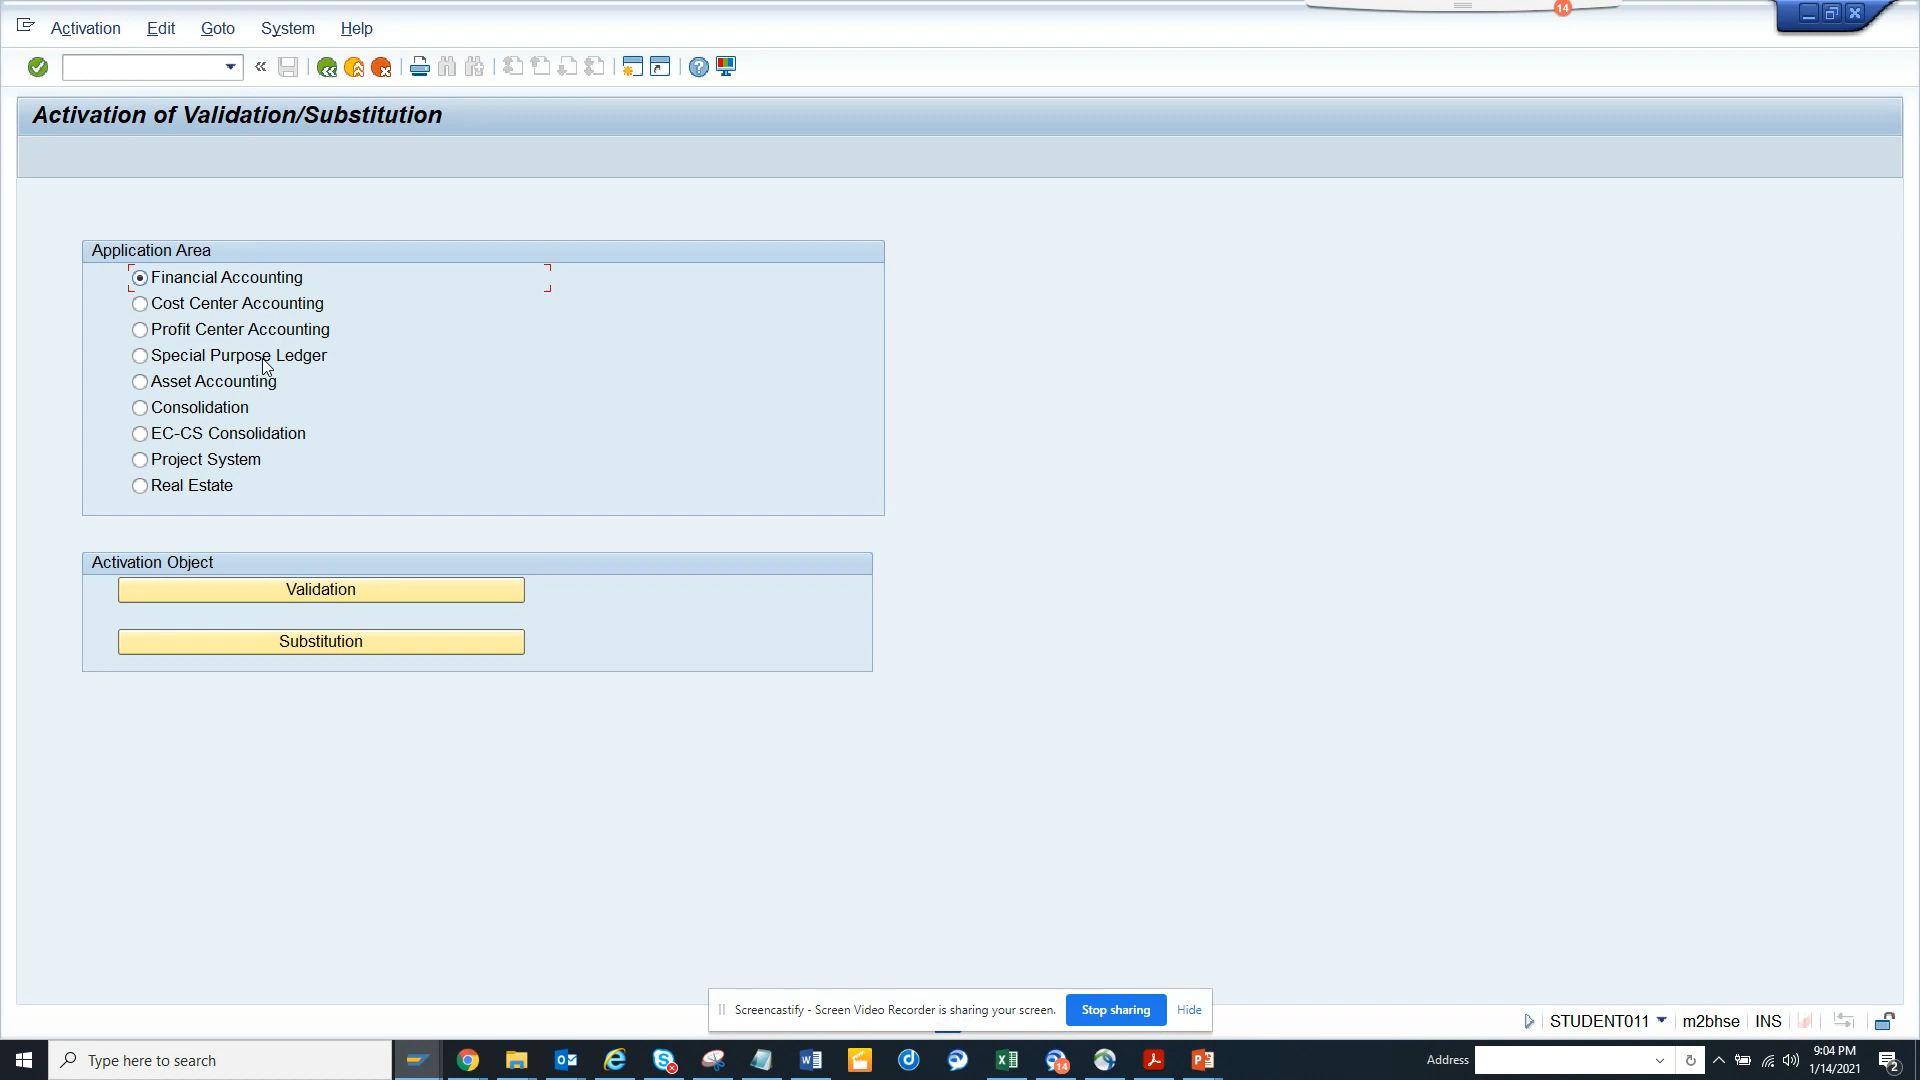 Activation Edit Goto System Help
14
Activation of Validation/Substitution
Application Area
Financial Accounting
Cost Center Accounting
Profit Center Accounting
Special Purpose Ledger
Asset Accounting
Consolidation
EC-CS Consolidation
Project System
Real Estate
Activation Object
Validation
Substitution
Screencastify - Screen Video Recorder is sharing your screen. Stop sharing Hide
STUDENT011 m2bhse INS
Type here to search
14
Address
9:04 PM
1/14/2021
2